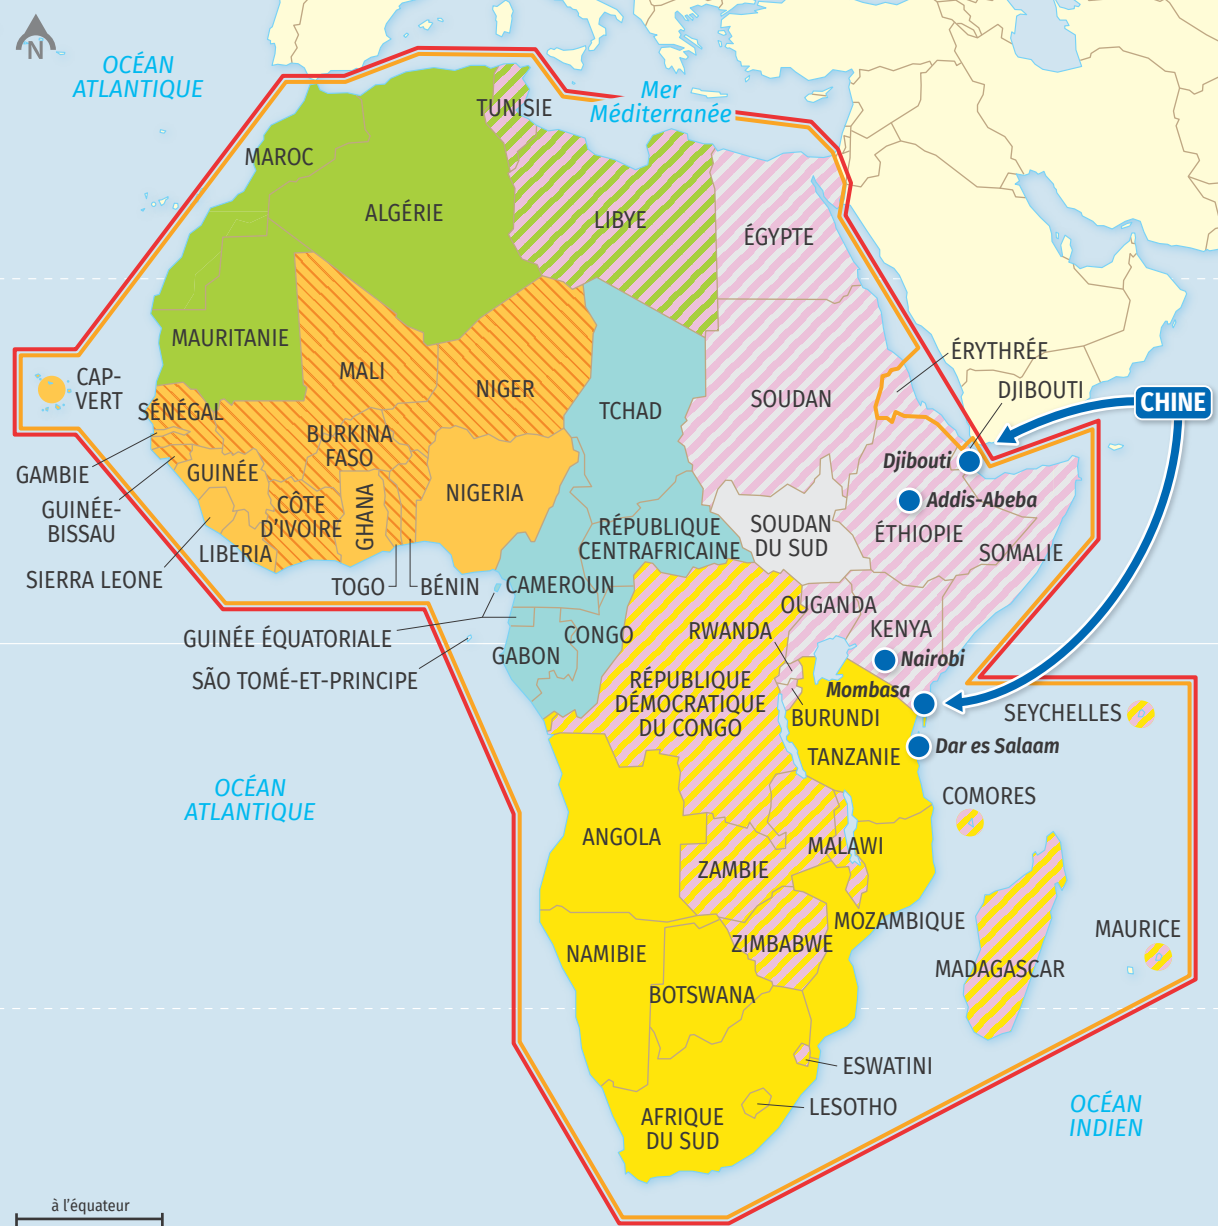 N
OCÉAN
ATLANTIQUE
Mer
Méditerranée
TUNISIE
MAROC
ALGÉRIE
LIBYE
ÉGYPTE
MAURITANIE
CAP-
VERT
MALI
NIGER
TCHAD
SOUDAN
ÉRYTHRÉE
DJIBOUTI
CHINE
SÉNÉGAL
GAMBIE
GUINÉE-
BISSAU
GUINÉE
BURKINA
FASO
CÔTE
D'IVOIRE
GHANA
NIGERIA
Djibouti
Addis-Abeba
SIERRA LEONE
LIBERIA
TOGO
BÉNIN
CAMEROUN
RÉPUBLIQUE
CENTRAFRICAINE
SOUDAN
DU SUD
ÉTHIOPIE
SOMALIE
GUINÉE ÉQUATORIALE
SÃO TOMÉ-ET-PRINCIPE
GABON
CONGO
OUGANDA
RWANDA
KENYA
Nairobi
RÉPUBLIQUE
DÉMOCRATIQUE
DU CONGO
BURUNDI
Mombasa
SEYCHELLES
TANZANIE
Dar es Salaam
OCÉAN
ATLANTIQUE
COMORES
ANGOLA
ZAMBIE
MALAWI
MOZAMBIQUE
MAURICE
NAMIBIE
ZIMBABWE
MADAGASCAR
BOTSWANA
ESWATINI
LESOTHO
AFRIQUE
DU SUD
OCÉAN
INDIEN
à l'équateur